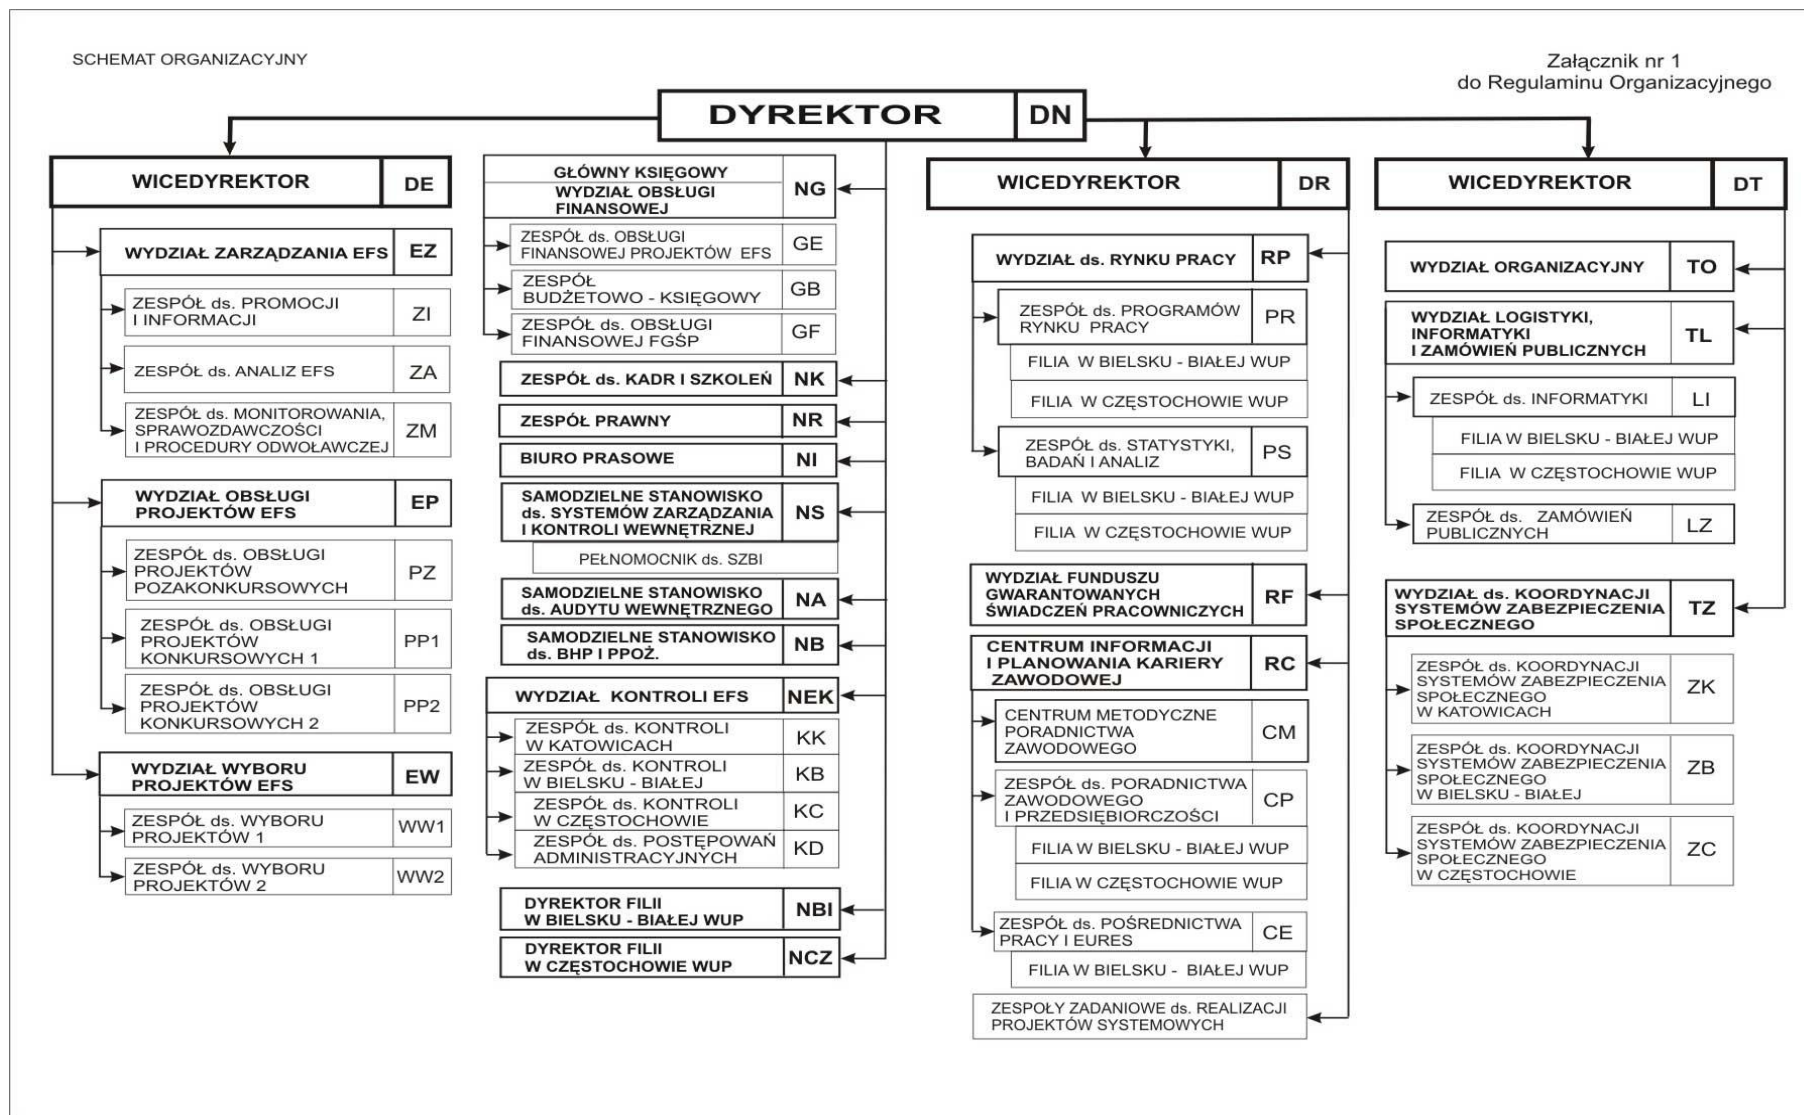 SCHEMAT ORGANIZACYJNY
Załącznik nr 1
do Regulaminu Organizacyjnego
DYREKTOR DN
WICEDYREKTOR DE
WYDZIAŁ ZARZĄDZANIA EFS EZ
ZESPÓŁ ds. PROMOCJI
I INFORMACJI ZI
ZESPÓŁ ds. ANALIZ EFS ZA
ZESPÓŁ ds. MONITOROWANIA,
SPRAWOZDAWCZOŚCI
I PROCEDURY ODWOŁAWCZEJ ZM
WYDZIAŁ OBSŁUGI
PROJEKTÓW EFS EP
ZESPÓŁ ds. OBSŁUGI
PROJEKTÓW
POZAKONKURSOWYCH PZ
ZESPÓŁ ds. OBSŁUGI
PROJEKTÓW
KONKURSOWYCH 1 PP1
ZESPÓŁ ds. OBSŁUGI
PROJEKTÓW
KONKURSOWYCH 2 PP2
WYDZIAŁ WYBORU
PROJEKTÓW EFS EW
ZESPÓŁ ds. WYBORU
PROJEKTÓW 1 WW1
ZESPÓŁ ds. WYBORU
PROJEKTÓW 2 WW2
GŁÓWNY KSIĘGOWY
WYDZIAŁ OBSŁUGI
FINANSOWEJ NG
ZESPÓŁ ds. OBSŁUGI
FINANSOWEJ PROJEKTÓW EFS GE
ZESPÓŁ
BUDŻETOWO - KSIĘGOWY GB
ZESPÓŁ ds. OBSŁUGI
FINANSOWEJ FGŚP GF
ZESPÓŁ ds. KADR I SZKOLEŃ NK
ZESPÓŁ PRAWNY NR
BIURO PRASOWE NI
SAMODZIELNE STANOWISKO
ds. SYSTEMÓW ZARZĄDZANIA
I KONTROLI WEWNĘTRZNEJ NS
PEŁNOMOCNIK ds. SZBI
SAMODZIELNE STANOWISKO
ds. AUDYTU WEWNĘTRZNEGO NA
SAMODZIELNE STANOWISKO
ds. BHP I PPOŻ. NB
WYDZIAŁ KONTROLI EFS NEK
ZESPÓŁ ds. KONTROLI
W KATOWICACH KK
ZESPÓŁ ds. KONTROLI
W BIELSKU - BIAŁEJ KB
ZESPÓŁ ds. KONTROLI
W CZĘSTOCHOWIE KC
ZESPÓŁ ds. POSTĘPOWAŃ
ADMINISTRACYJNYCH KD
DYREKTOR FILII
W BIELSKU - BIAŁEJ WUP NBI
DYREKTOR FILII
W CZĘSTOCHOWIE WUP NCZ
WICEDYREKTOR DR
WYDZIAŁ ds. RYNKU PRACY RP
ZESPÓŁ ds. PROGRAMÓW
RYNKU PRACY PR
FILIA W BIELSKU - BIAŁEJ WUP
FILIA W CZĘSTOCHOWIE WUP
ZESPÓŁ ds. STATYSTYKI,
BADAŃ I ANALIZ PS
FILIA W BIELSKU - BIAŁEJ WUP
FILIA W CZĘSTOCHOWIE WUP
WYDZIAŁ FUNDUSZU
GWARANTOWANYCH
ŚWIADCZEŃ PRACOWNICZYCH RF
CENTRUM INFORMACJI
I PLANOWANIA KARIERY
ZAWODOWEJ RC
CENTRUM METODYCZNE
PORADNICTWA
ZAWODOWEGO CM
ZESPÓŁ ds. PORADNICTWA
ZAWODOWEGO
I PRZEDSIĘBIORCZOŚCI CP
FILIA W BIELSKU - BIAŁEJ WUP
FILIA W CZĘSTOCHOWIE WUP
ZESPÓŁ ds. POŚREDNICTWA
PRACY I EURES CE
FILIA W BIELSKU - BIAŁEJ WUP
ZESPOŁY ZADANIOWE ds. REALIZACJI
PROJEKTÓW SYSTEMOWYCH
WICEDYREKTOR DT
WYDZIAŁ ORGANIZACYJNY TO
WYDZIAŁ LOGISTYKI,
INFORMATYKI
I ZAMÓWIEŃ PUBLICZNYCH TL
ZESPÓŁ ds. INFORMATYKI LI
FILIA W BIELSKU - BIAŁEJ WUP
FILIA W CZĘSTOCHOWIE WUP
ZESPÓŁ ds. ZAMÓWIEŃ
PUBLICZNYCH LZ
WYDZIAŁ ds. KOORDYNACJI
SYSTEMÓW ZABEZPIECZENIA
SPOŁECZNEGO TZ
ZESPÓŁ ds. KOORDYNACJI
SYSTEMÓW ZABEZPIECZENIA
SPOŁECZNEGO
W KATOWICACH ZK
ZESPÓŁ ds. KOORDYNACJI
SYSTEMÓW ZABEZPIECZENIA
SPOŁECZNEGO
W BIELSKU - BIAŁEJ ZB
ZESPÓŁ ds. KOORDYNACJI
SYSTEMÓW ZABEZPIECZENIA
SPOŁECZNEGO
W CZĘSTOCHOWIE ZC